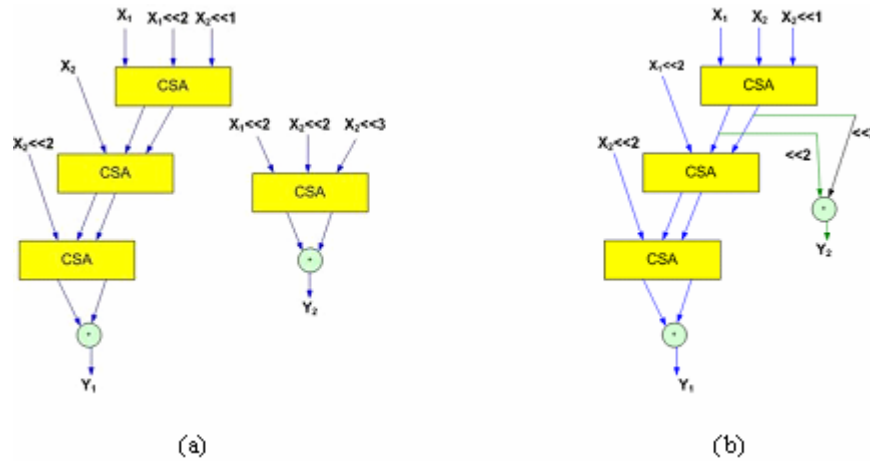 X₁ X₁<<2 X₂<<1
CSA
X₂
CSA
X₂<<2
CSA
Y₁
X₁<<2 X₂<<2 X₂<<3
CSA
Y₂
(a)
X₁ X₂ X₂<<1
CSA
X₁<<2
CSA
<<2
<<
Y₂
X₂<<2
CSA
Y₁
(b)